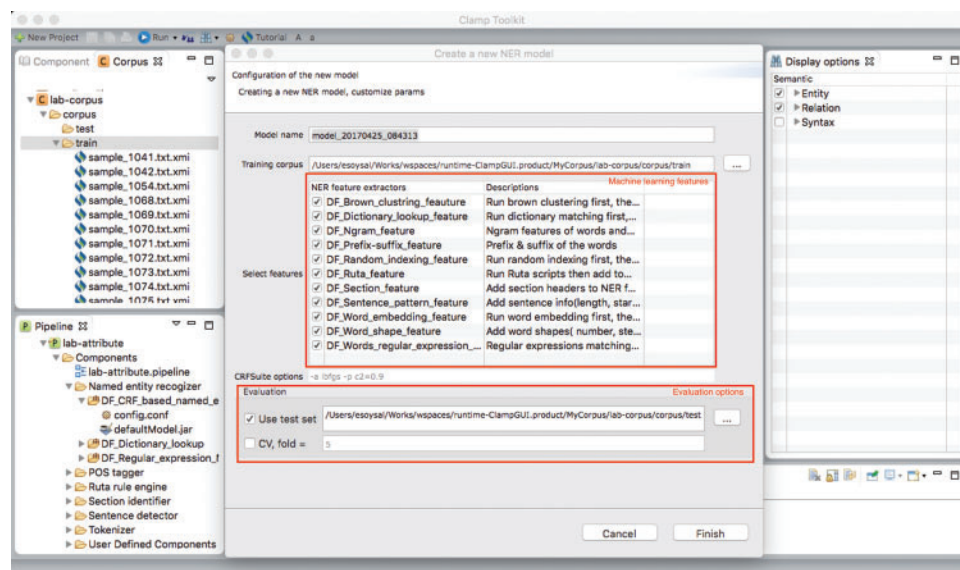 Clamp Toolkit
New Project
Run
Tutorial A a
Component
Corpus
lab-corpus
corpus
test
train
sample_1041.txt.xmi
sample_1042.txt.xmi
sample_1054.txt.xmi
sample_1068.txt.xmi
sample_1069.txt.xmi
sample_1070.txt.xmi
sample_1071.txt.xmi
sample_1072.txt.xmi
sample_1073.txt.xmi
sample_1074.txt.xmi
sample_1075.txt.xmi
Pipeline
lab-attribute
Components
lab-attribute.pipeline
Named entity recogizer
DF_CRF_based_named_e
config.conf
defaultModel.jar
DF_Dictionary_lookup
DF_Regular_expression_f
POS tagger
Ruta rule engine
Section identifier
Sentence detector
Tokenizer
User Defined Components
Create a new NER model
Configuration of the new model
Creating a new NER model, customize params
Model name model_20170425_084313
Training corpus /Users/esoysal/Works/wspaces/runtime-ClampGUI.product/MyCorpus/lab-corpus/corpus/train ...
Machine learning features
NER feature extractors Descriptions
DF_Brown_clustring_feauture Run brown clustering first, the...
DF_Dictionary_lookup_feature Run dictionary matching first,...
DF_Ngram_feature Ngram features of words and...
DF_Prefix-suffix_feature Prefix & suffix of the words
DF_Random_indexing_feature Run random indexing first, the...
Select features DF_Ruta_feature Run Ruta scripts then add to...
DF_Section_feature Add section headers to NER f...
DF_Sentence_pattern_feature Add sentence info(length, star...
DF_Word_embedding_feature Run word embedding first, the...
DF_Word_shape_feature Add word shapes( number, ste...
DF_Words_regular_expression_... Regular expressions matching...
CRFSuite options -a lbfgs -p c2=0.9
Evaluation Evaluation options
Use test set /Users/esoysal/Works/wspaces/runtime-ClampGUI.product/MyCorpus/lab-corpus/corpus/test ...
CV, fold = 5
Cancel Finish
Display options
Semantic
Entity
Relation
Syntax